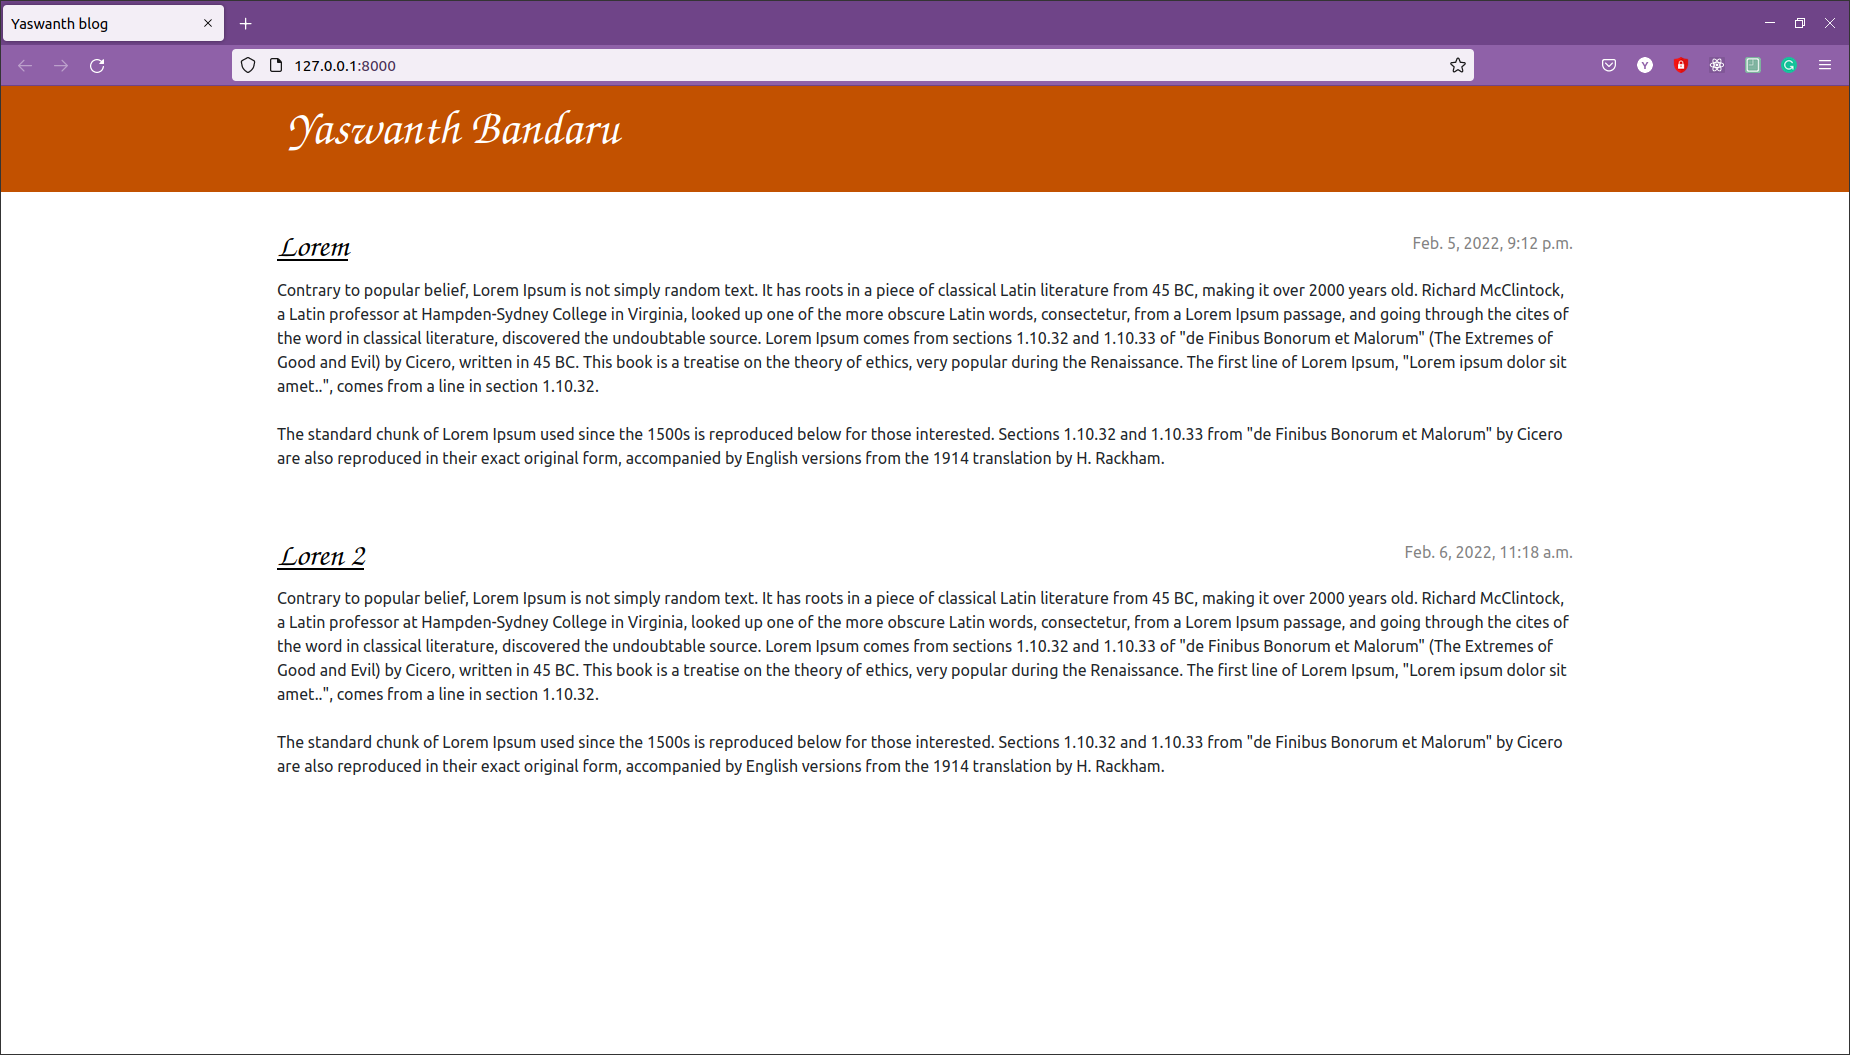 Yaswanth blog
127.0.0.1:8000
Yaswanth Bandaru
Lorem
Feb. 5, 2022, 9:12 p.m.
Contrary to popular belief, Lorem Ipsum is not simply random text. It has roots in a piece of classical Latin literature from 45 BC, making it over 2000 years old. Richard McClintock,
a Latin professor at Hampden-Sydney College in Virginia, looked up one of the more obscure Latin words, consectetur, from a Lorem Ipsum passage, and going through the cites of
the word in classical literature, discovered the undoubtable source. Lorem Ipsum comes from sections 1.10.32 and 1.10.33 of "de Finibus Bonorum et Malorum" (The Extremes of
Good and Evil) by Cicero, written in 45 BC. This book is a treatise on the theory of ethics, very popular during the Renaissance. The first line of Lorem Ipsum, "Lorem ipsum dolor sit
amet..", comes from a line in section 1.10.32.
The standard chunk of Lorem Ipsum used since the 1500s is reproduced below for those interested. Sections 1.10.32 and 1.10.33 from "de Finibus Bonorum et Malorum" by Cicero
are also reproduced in their exact original form, accompanied by English versions from the 1914 translation by H. Rackham.
Loren 2
Feb. 6, 2022, 11:18 a.m.
Contrary to popular belief, Lorem Ipsum is not simply random text. It has roots in a piece of classical Latin literature from 45 BC, making it over 2000 years old. Richard McClintock,
a Latin professor at Hampden-Sydney College in Virginia, looked up one of the more obscure Latin words, consectetur, from a Lorem Ipsum passage, and going through the cites of
the word in classical literature, discovered the undoubtable source. Lorem Ipsum comes from sections 1.10.32 and 1.10.33 of "de Finibus Bonorum et Malorum" (The Extremes of
Good and Evil) by Cicero, written in 45 BC. This book is a treatise on the theory of ethics, very popular during the Renaissance. The first line of Lorem Ipsum, "Lorem ipsum dolor sit
amet..", comes from a line in section 1.10.32.
The standard chunk of Lorem Ipsum used since the 1500s is reproduced below for those interested. Sections 1.10.32 and 1.10.33 from "de Finibus Bonorum et Malorum" by Cicero
are also reproduced in their exact original form, accompanied by English versions from the 1914 translation by H. Rackham.